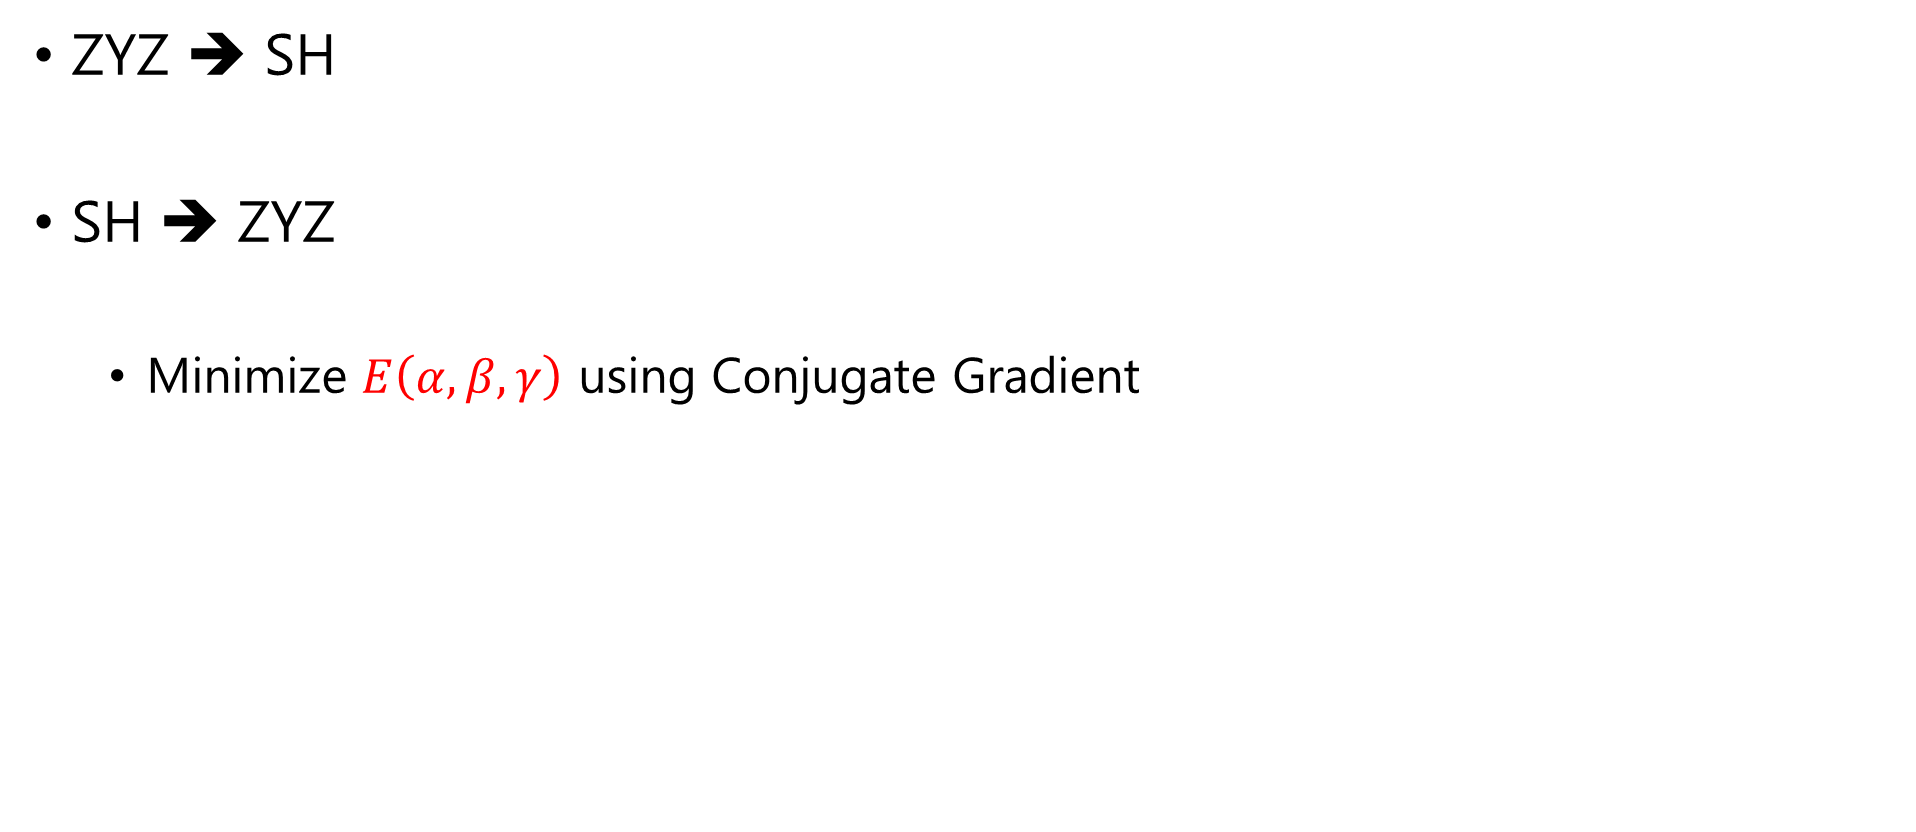 • ZYZ ➔ SH
• SH ➔ ZYZ
• Minimize E(α, β, γ) using Conjugate Gradient